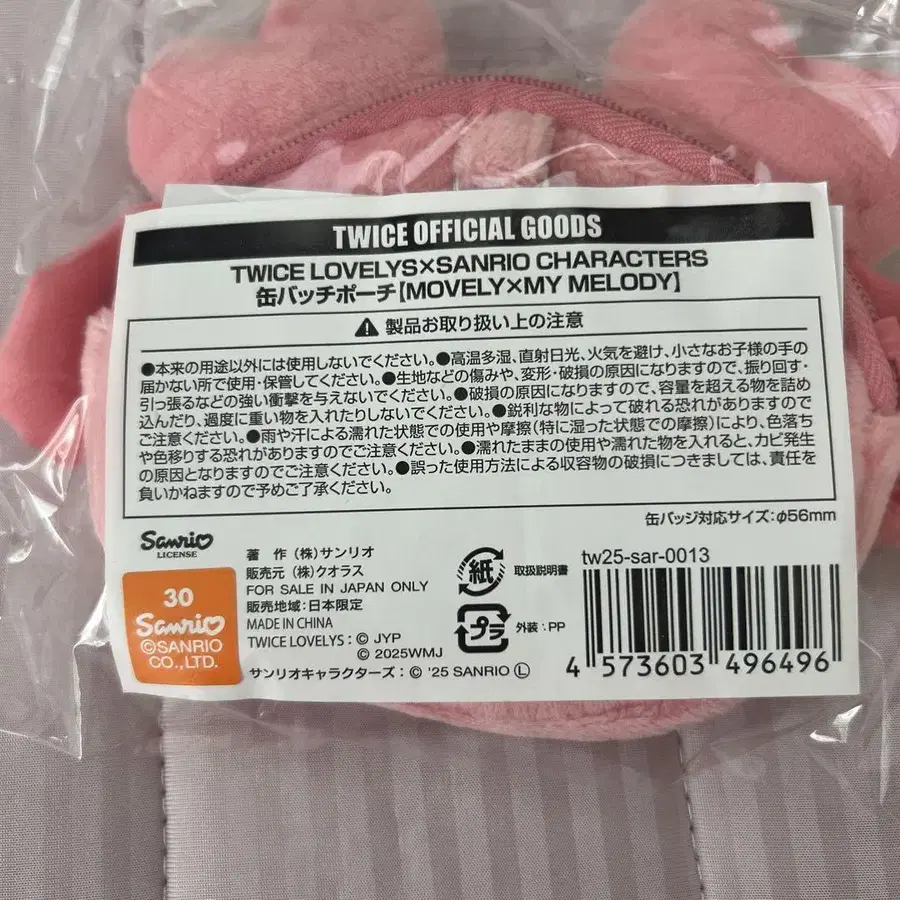 TWICE OFFICIAL GOODS
TWICE LOVELYS×SANRIO CHARACTERS
缶バッチポーチ【MOVELY×MY MELODY】
⚠ 製品お取り扱い上の注意
●本来の用途以外には使用しないでください。●高温多湿、直射日光、火気を避け、小さなお子様の手の
届かない所で使用・保管してください。●生地などの傷みや、変形・破損の原因になりますので、振り回す・
引っ張るなどの強い衝撃を与えないでください。●破損の原因になりますので、容量を超える物を詰め
込んだり、過度に重い物を入れたりしないでください。●鋭利な物によって破れる恐れがありますので
ご注意ください。●雨や汗による濡れた状態での使用や摩擦(特に湿った状態での摩擦)により、色落ち
や色移りする恐れがありますのでご注意ください。●濡れたままの使用や濡れた物を入れると、カビ発生
の原因となりますのでご注意ください。●誤った使用方法による収容物の破損につきましては、責任を
負いかねますので予めご了承ください。
缶バッジ対応サイズ:φ56mm
Sanrio
LICENSE
30
Sanrio
©SANRIO
CO.,LTD.
著 作 (株)サンリオ
販売元 (株)クオラス
FOR SALE IN JAPAN ONLY
販売地域:日本限定
MADE IN CHINA
TWICE LOVELYS:© JYP
© 2025WMJ
サンリオキャラクターズ:© '25 SANRIO Ⓛ
紙 取扱説明書
プラ 外装:PP
tw25-sar-0013
4 573603 496496